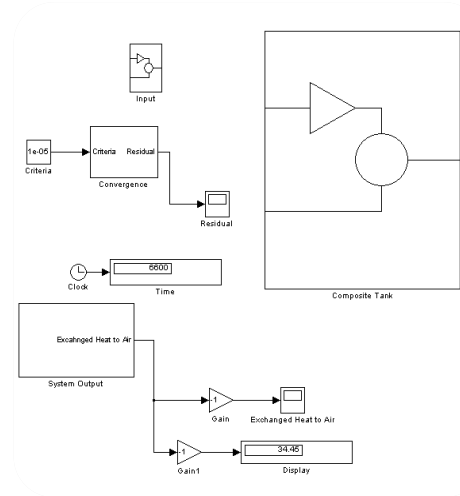 Input
1e-05
Criteria
Criteria Residual
Convergence
Residual
6600
Clock
Time
Composite Tank
Excahnged Heat to Air
System Output
-1
Gain
Exchanged Heat to Air
-1
Gain1
34.45
Display